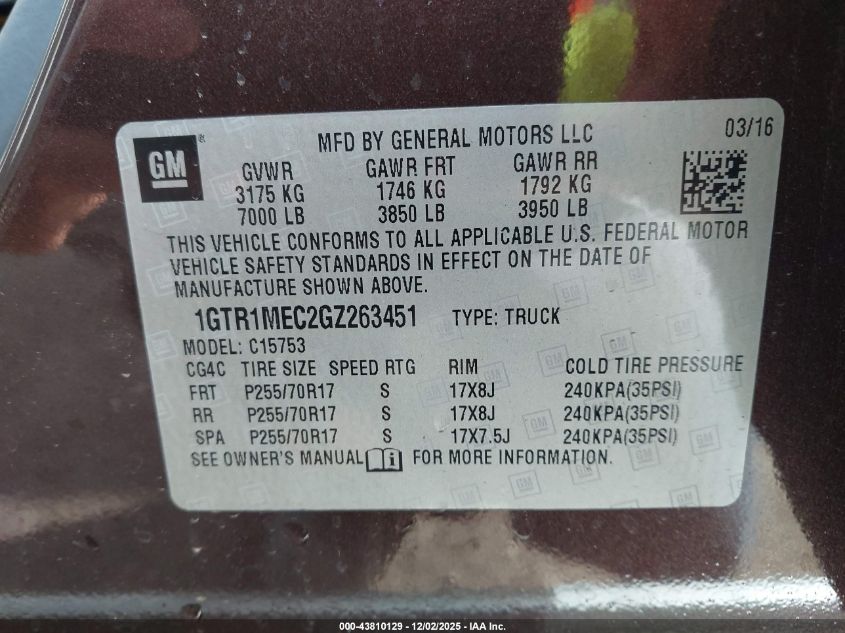 GM
MFD BY GENERAL MOTORS LLC 03/16
GVWR GAWR FRT GAWR RR
3175 KG 1746 KG 1792 KG
7000 LB 3850 LB 3950 LB
THIS VEHICLE CONFORMS TO ALL APPLICABLE U.S. FEDERAL MOTOR
VEHICLE SAFETY STANDARDS IN EFFECT ON THE DATE OF
MANUFACTURE SHOWN ABOVE.
1GTR1MEC2GZ263451 TYPE: TRUCK
MODEL: C15753
CG4C TIRE SIZE SPEED RTG RIM COLD TIRE PRESSURE
FRT P255/70R17 S 17X8J 240KPA(35PSI)
RR P255/70R17 S 17X8J 240KPA(35PSI)
SPA P255/70R17 S 17X7.5J 240KPA(35PSI)
SEE OWNER'S MANUAL i FOR MORE INFORMATION.
000-43810129 - 12/02/2025 - IAA Inc.